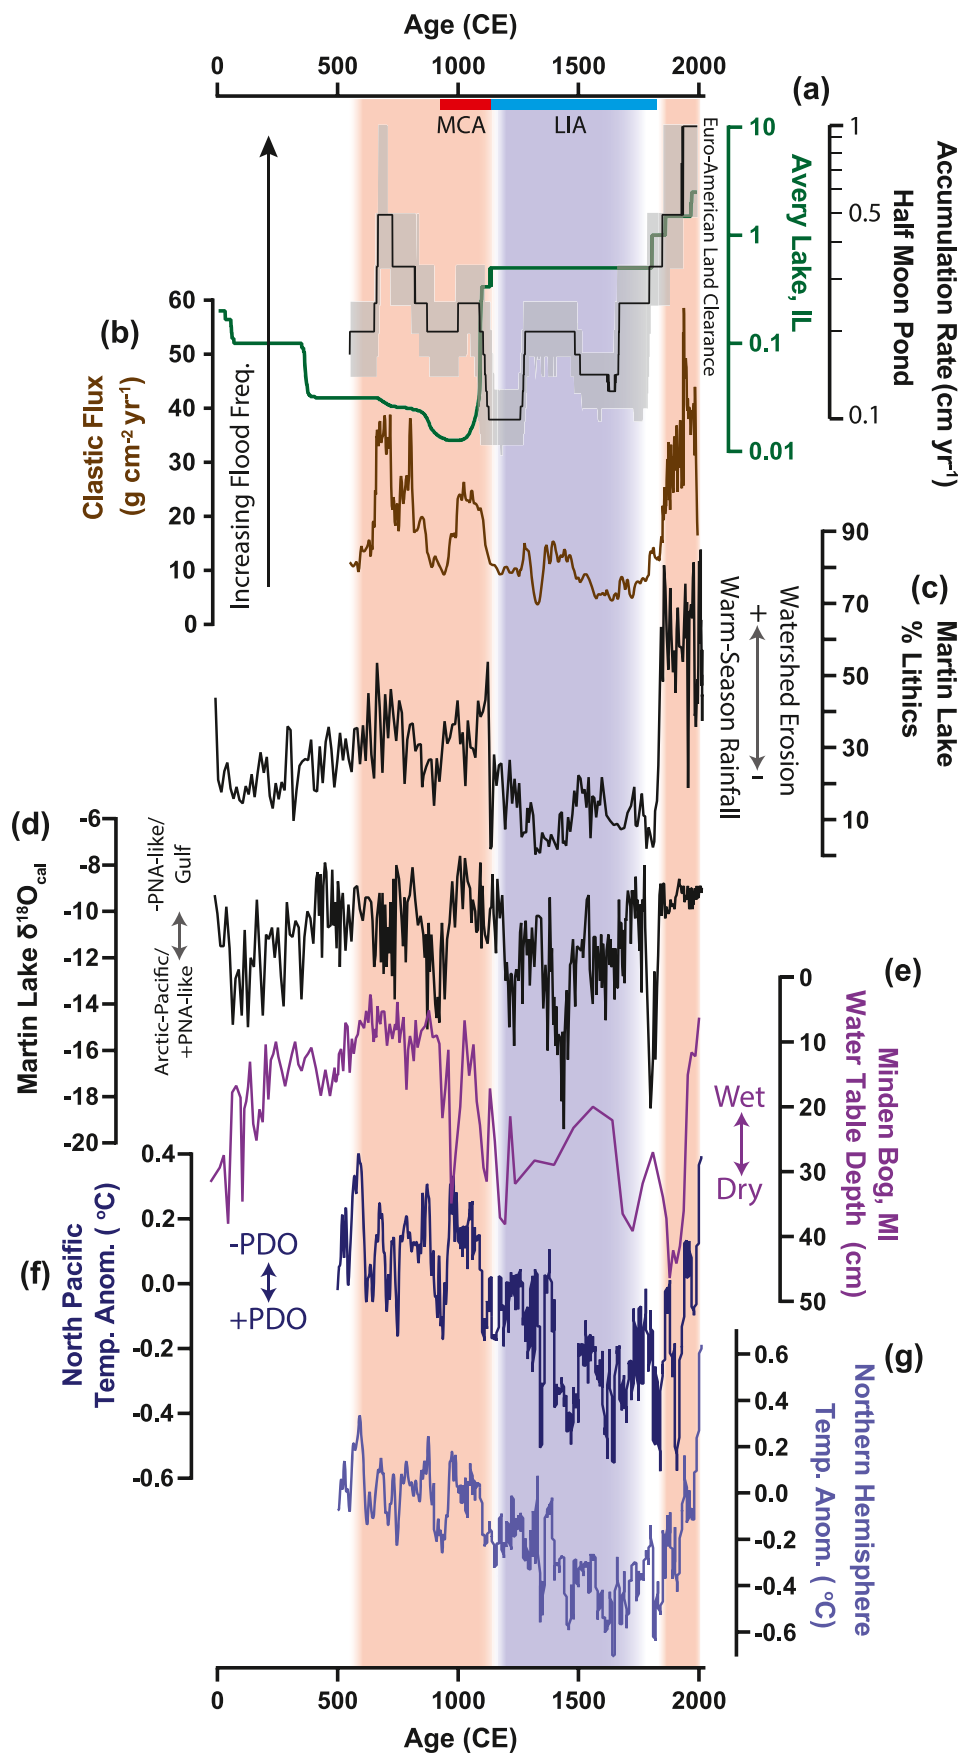 Age (CE)
0 500 1000 1500 2000
(a)
MCA
LIA
Euro-American Land Clearance
10
1
0.1
0.01
Avery Lake, IL
1
0.5
0.1
Half Moon Pond
Accumulation Rate (cm yr-1)
(b)
Clastic Flux
(g cm-2 yr-1)
60
50
40
30
20
10
0
Increasing Flood Freq.
(c)
Martin Lake
% Lithics
90
70
50
30
10
Watershed Erosion
Warm-Season Rainfall
+
-
(d)
Martin Lake δ18Ocal
-6
-8
-10
-12
-14
-16
-18
-20
-PNA-like/
Gulf
Arctic-Pacific/
+PNA-like
(e)
Minden Bog, MI
Water Table Depth (cm)
0
10
20
30
40
50
Wet
Dry
(f)
North Pacific
Temp. Anom. (°C)
0.4
0.2
0.0
-0.2
-0.4
-0.6
-PDO
+PDO
(g)
Northern Hemisphere
Temp. Anom. (°C)
0.6
0.4
0.2
0.0
-0.2
-0.4
-0.6
0 500 1000 1500 2000
Age (CE)